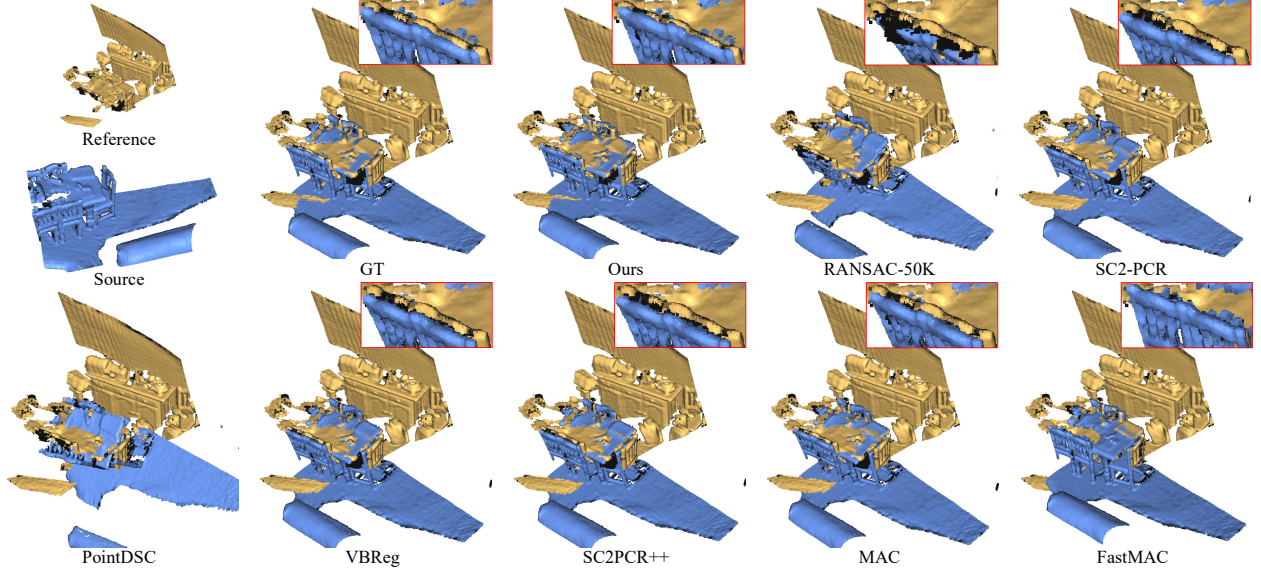 Reference
Source
GT
Ours
RANSAC-50K
SC2-PCR
PointDSC
VBReg
SC2PCR++
MAC
FastMAC